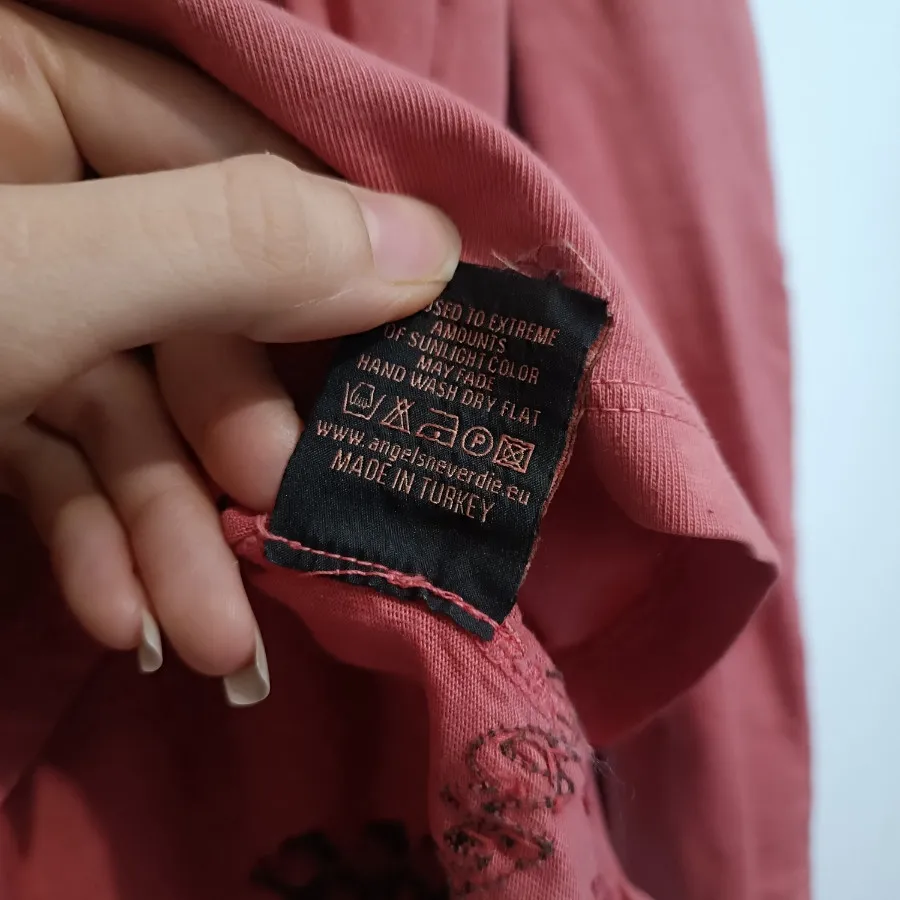 USED TO EXTREME
AMOUNTS
OF SUNLIGHT COLOR
MAY FADE
HAND WASH DRY FLAT
P
www.angelsneverdie.eu
MADE IN TURKEY